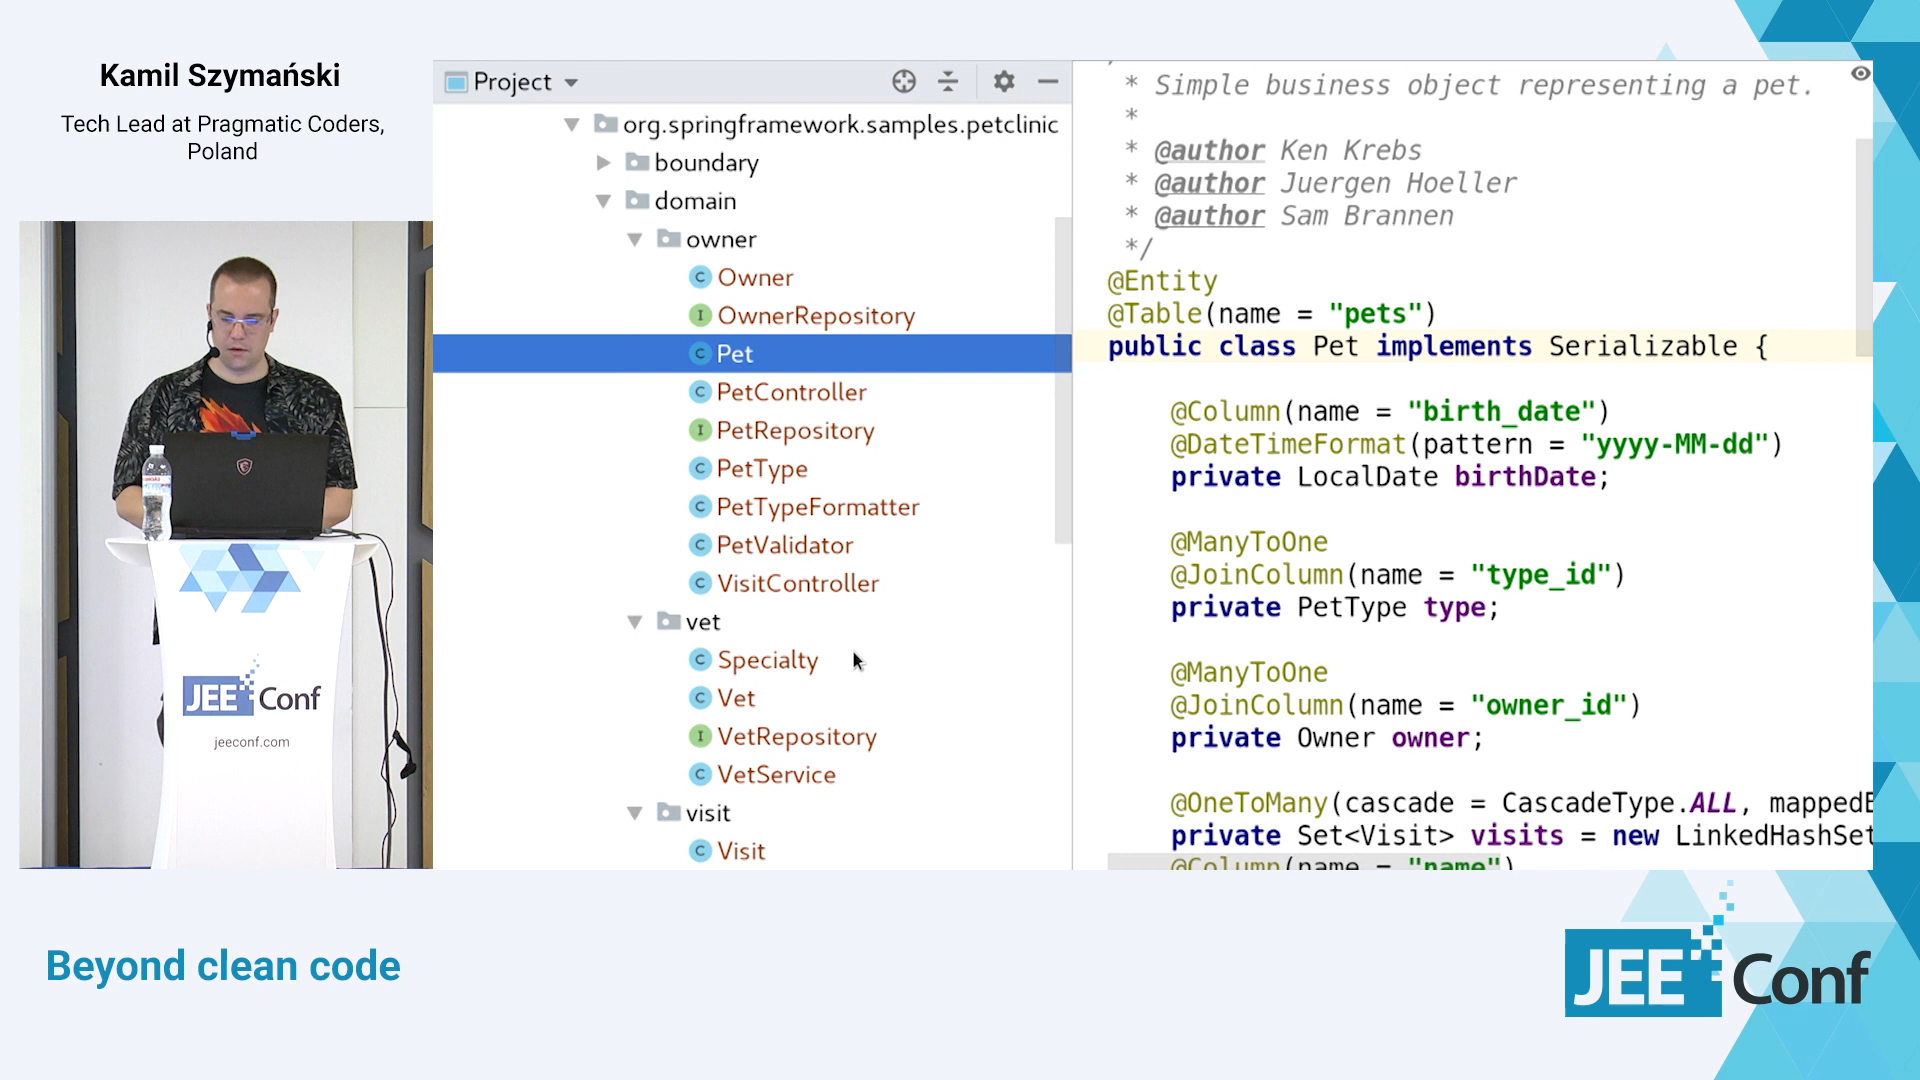 Kamil Szymański
Tech Lead at Pragmatic Coders,
Poland
Project
org.springframework.samples.petclinic
boundary
domain
owner
Owner
OwnerRepository
Pet
PetController
PetRepository
PetType
PetTypeFormatter
PetValidator
VisitController
vet
Specialty
Vet
VetRepository
VetService
visit
Visit
* Simple business object representing a pet.
*
* @author Ken Krebs
* @author Juergen Hoeller
* @author Sam Brannen
*/
@Entity
@Table(name = "pets")
public class Pet implements Serializable {
@Column(name = "birth_date")
@DateTimeFormat(pattern = "yyyy-MM-dd")
private LocalDate birthDate;
@ManyToOne
@JoinColumn(name = "type_id")
private PetType type;
@ManyToOne
@JoinColumn(name = "owner_id")
private Owner owner;
@OneToMany(cascade = CascadeType.ALL,
private Set<Visit> visits = new LinkedHashSet
@Column(name = "name")
JEE Conf
jeeconf.com
Beyond clean code
JEE Conf